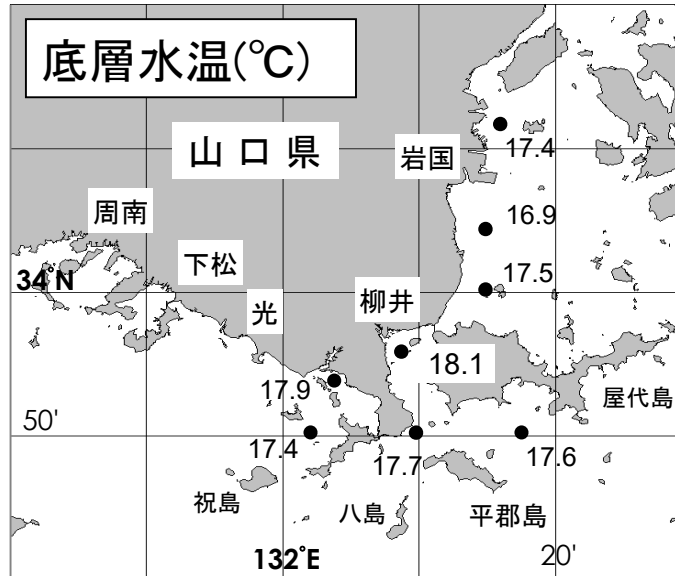 底層水温(℃)
山口県
岩国
17.4
周南
16.9
下松
34°N
17.5
光
柳井
18.1
17.9
屋代島
50'
17.4
17.7
17.6
祝島
八島
平郡島
132°E
20'